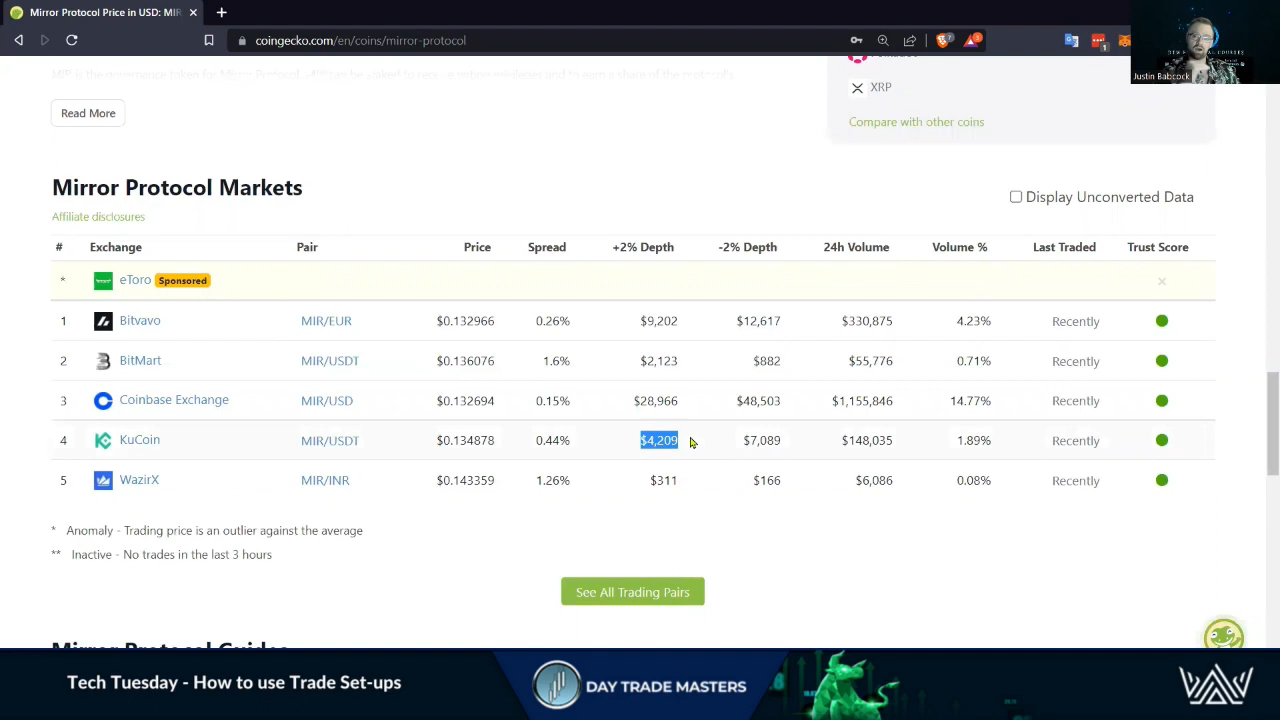 Mirror Protocol Price in USD: MIR
coingecko.com/en/coins/mirror-protocol
Justin Babcock
XRP
Read More
Compare with other coins
Mirror Protocol Markets
Display Unconverted Data
Affiliate disclosures
# Exchange Pair Price Spread +2% Depth -2% Depth 24h Volume Volume % Last Traded Trust Score
* eToro Sponsored
1 Bitvavo MIR/EUR $0.132966 0.26% $9,202 $12,617 $330,875 4.23% Recently
2 BitMart MIR/USDT $0.136076 1.6% $2,123 $882 $55,776 0.71% Recently
3 Coinbase Exchange MIR/USD $0.132694 0.15% $28,966 $48,503 $1,155,846 14.77% Recently
4 KuCoin MIR/USDT $0.134878 0.44% $4,209 $7,089 $148,035 1.89% Recently
5 WazirX MIR/INR $0.143359 1.26% $311 $166 $6,086 0.08% Recently
* Anomaly - Trading price is an outlier against the average
** Inactive - No trades in the last 3 hours
See All Trading Pairs
Mirror Protocol Guides
Tech Tuesday - How to use Trade Set-ups
DAY TRADE MASTERS